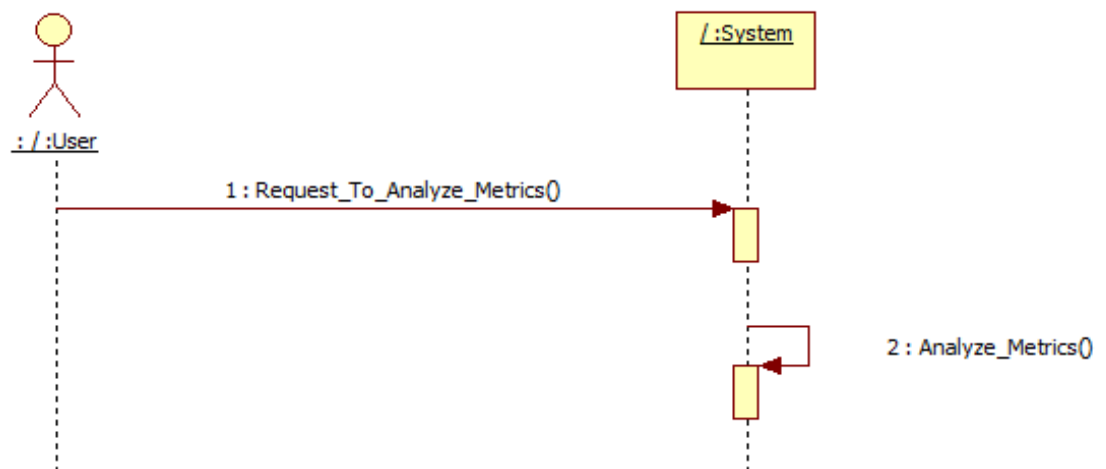 / :System
: / :User
1 : Request_To_Analyze_Metrics()
2 : Analyze_Metrics()